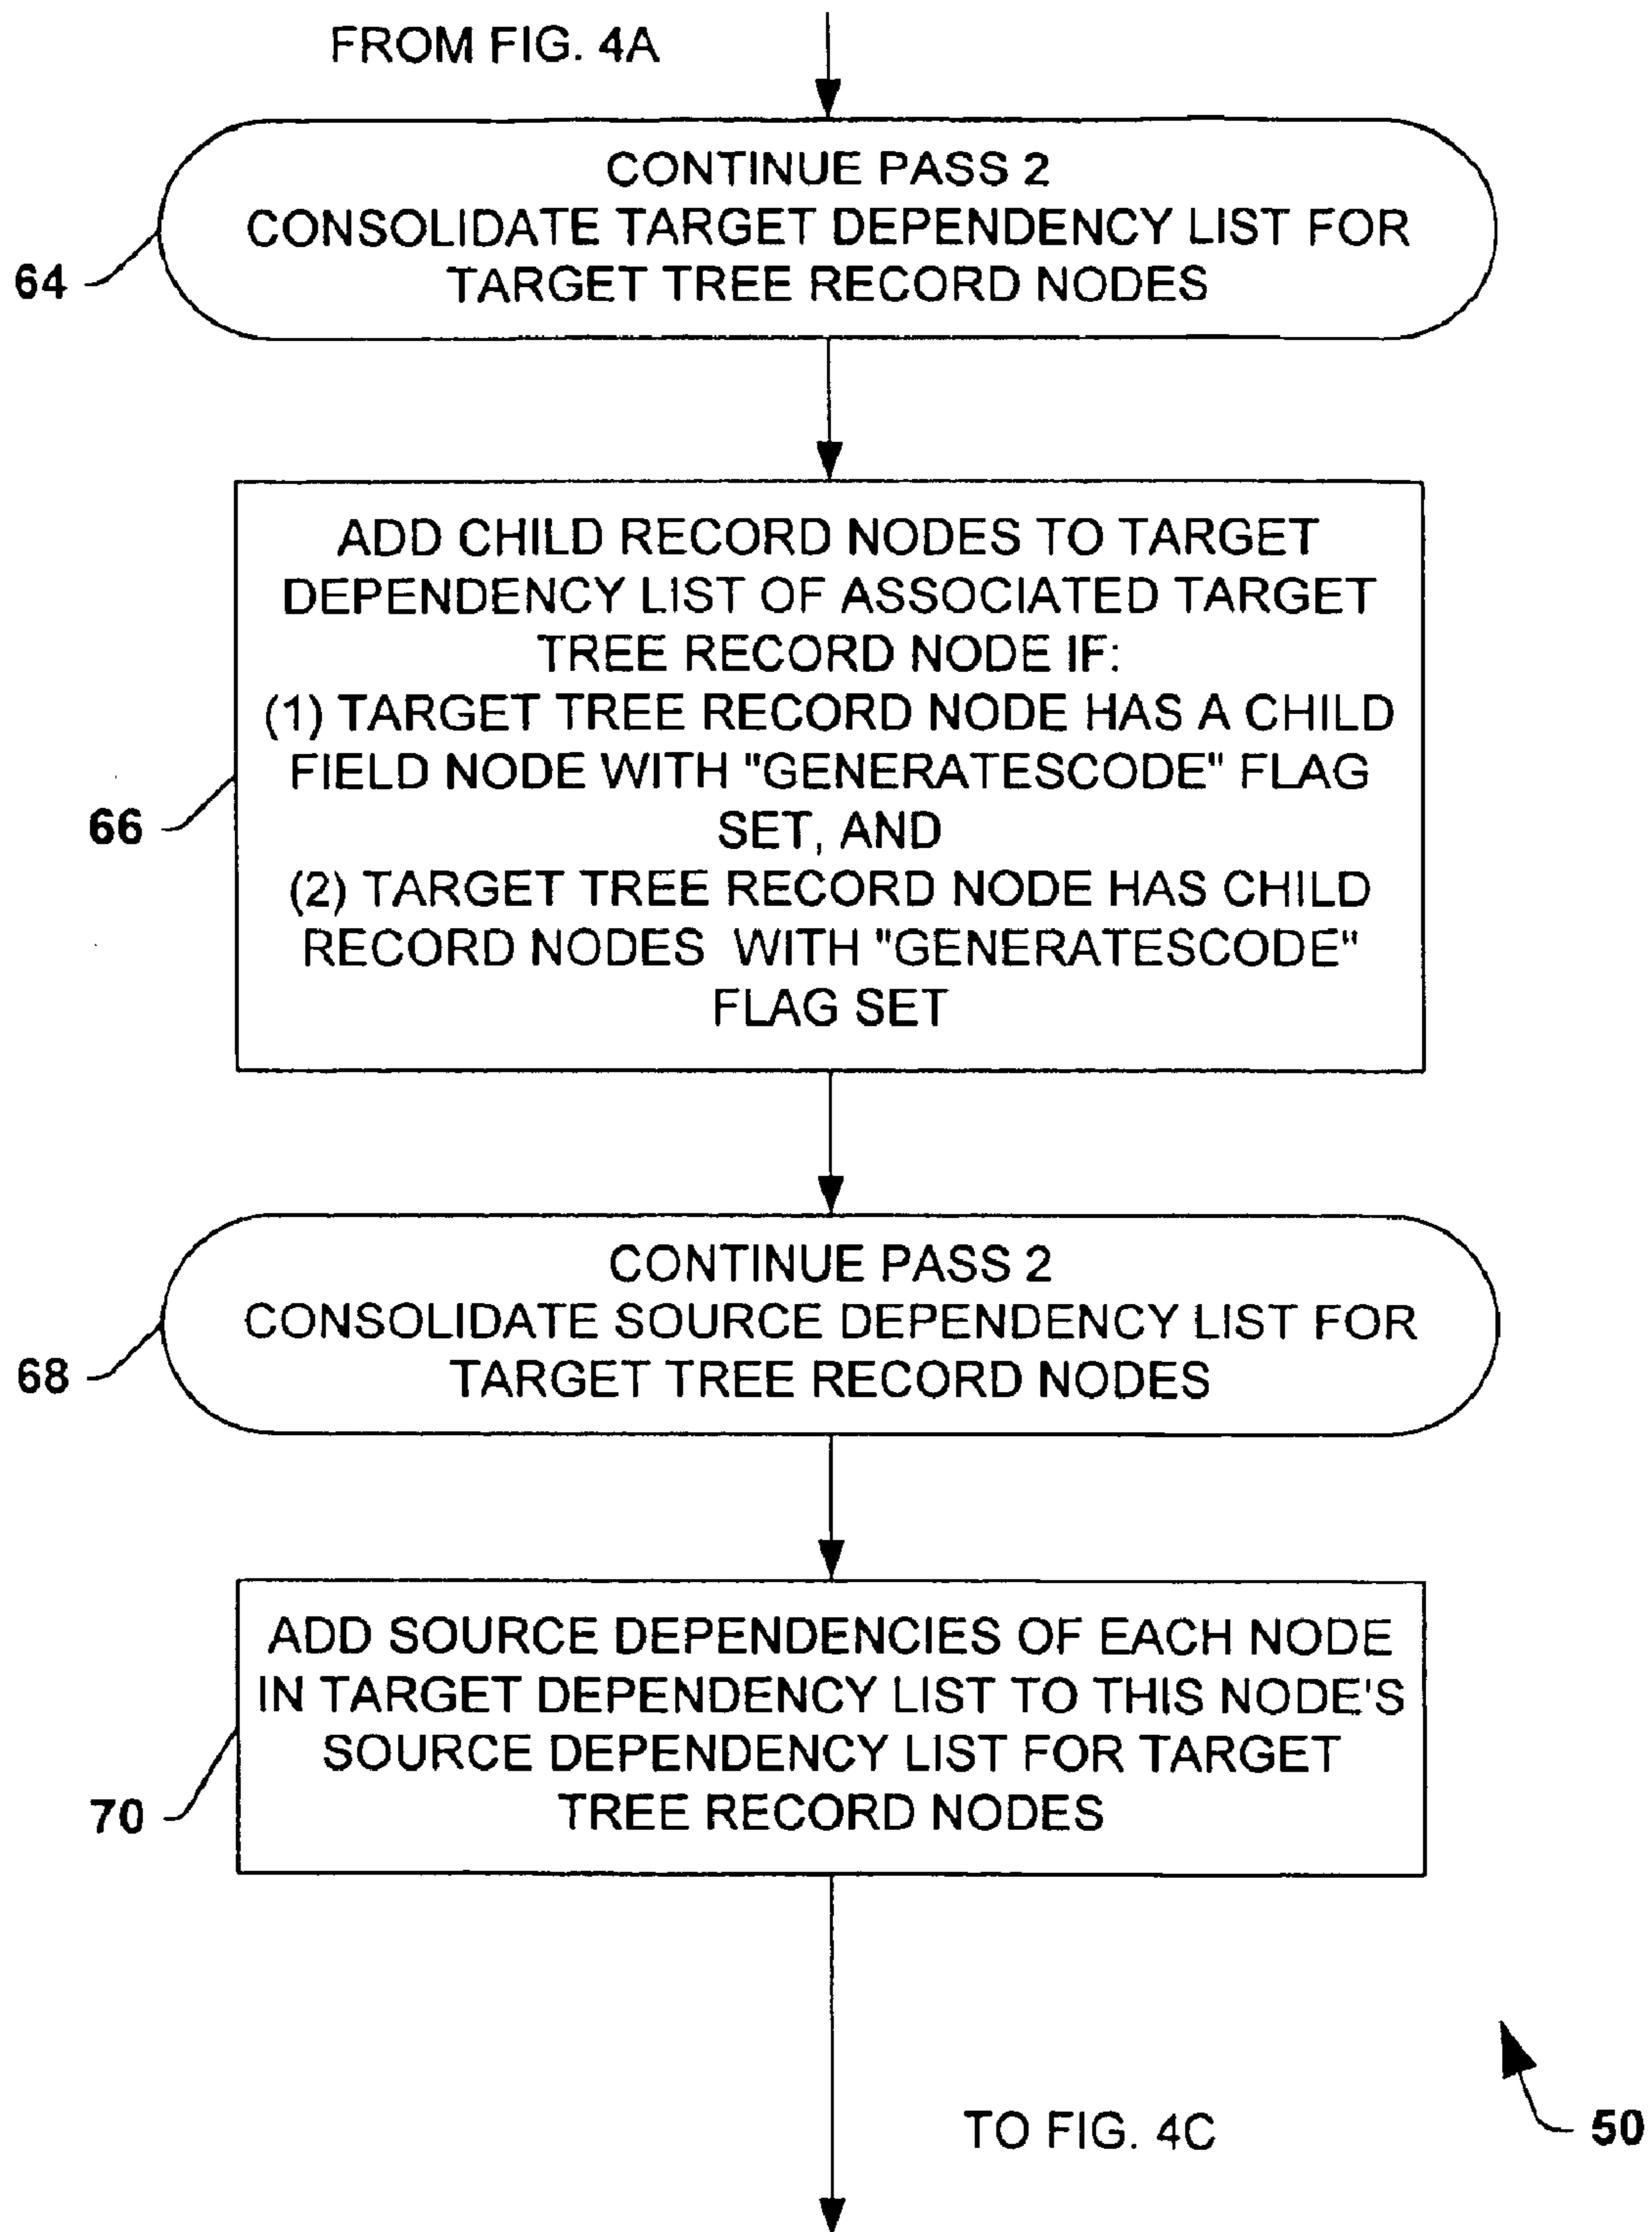 FROM FIG. 4A
CONTINUE PASS 2
CONSOLIDATE TARGET DEPENDENCY LIST FOR
TARGET TREE RECORD NODES
64
ADD CHILD RECORD NODES TO TARGET
DEPENDENCY LIST OF ASSOCIATED TARGET
TREE RECORD NODE IF:
(1) TARGET TREE RECORD NODE HAS A CHILD
FIELD NODE WITH "GENERATESCODE" FLAG
SET, AND
(2) TARGET TREE RECORD NODE HAS CHILD
RECORD NODES WITH "GENERATESCODE"
FLAG SET
66
CONTINUE PASS 2
CONSOLIDATE SOURCE DEPENDENCY LIST FOR
TARGET TREE RECORD NODES
68
ADD SOURCE DEPENDENCIES OF EACH NODE
IN TARGET DEPENDENCY LIST TO THIS NODE'S
SOURCE DEPENDENCY LIST FOR TARGET
TREE RECORD NODES
70
TO FIG. 4C
50